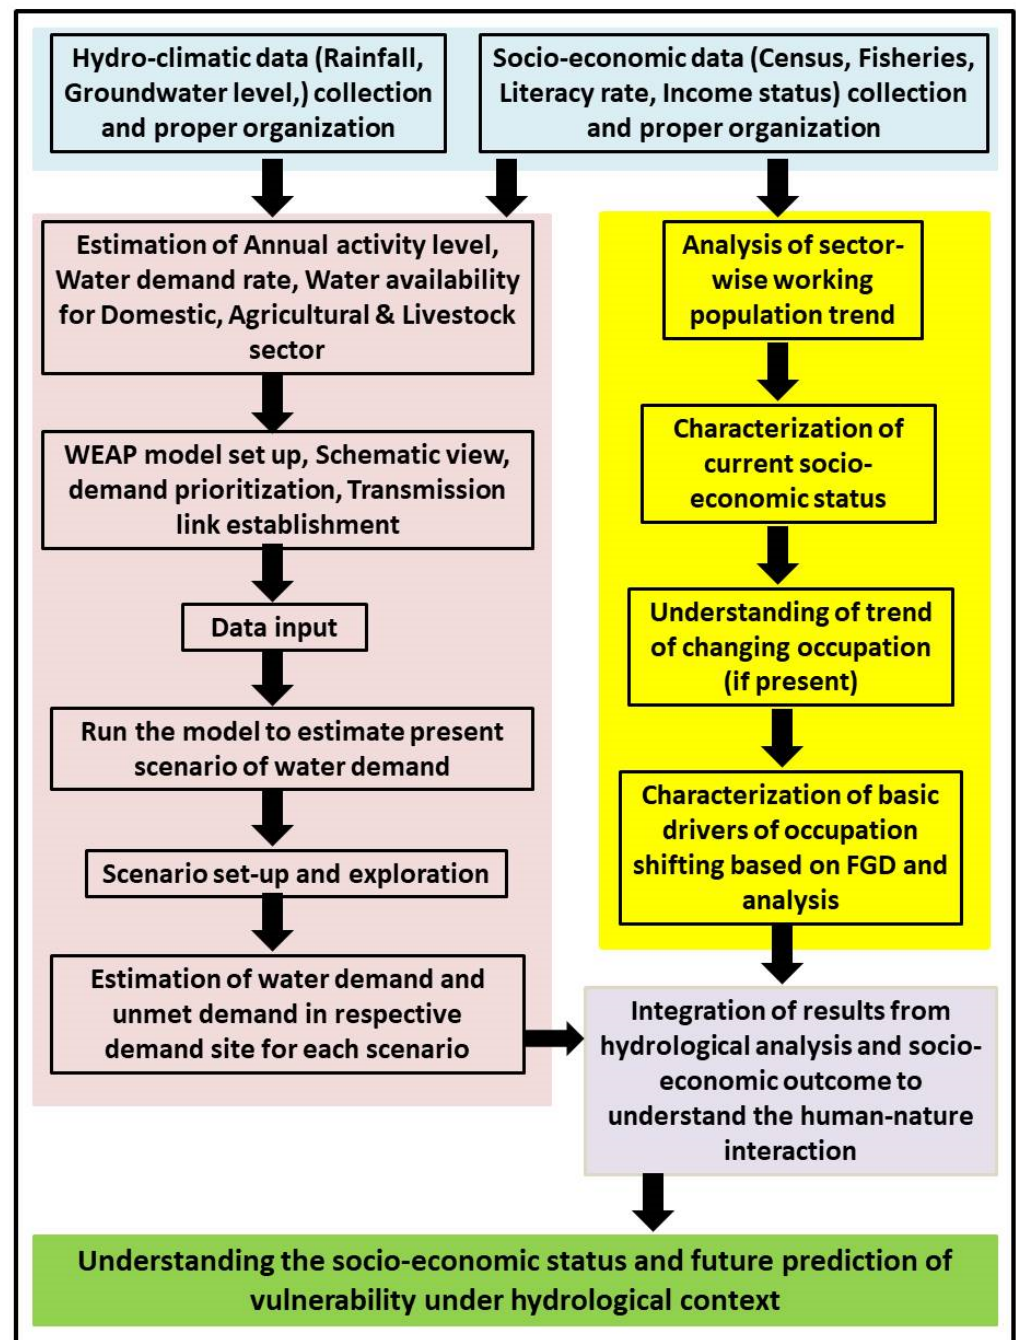 Hydro-climatic data (Rainfall,
Groundwater level,) collection
and proper organization
Socio-economic data (Census, Fisheries,
Literacy rate, Income status) collection
and proper organization
Estimation of Annual activity level,
Water demand rate, Water availability
for Domestic, Agricultural & Livestock
sector
WEAP model set up, Schematic view,
demand prioritization, Transmission
link establishment
Data input
Run the model to estimate present
scenario of water demand
Scenario set-up and exploration
Estimation of water demand and
unmet demand in respective
demand site for each scenario
Analysis of sector-
wise working
population trend
Characterization of
current socio-
economic status
Understanding of trend
of changing occupation
(if present)
Characterization of basic
drivers of occupation
shifting based on FGD and
analysis
Integration of results from
hydrological analysis and socio-
economic outcome to
understand the human-nature
interaction
Understanding the socio-economic status and future prediction of
vulnerability under hydrological context